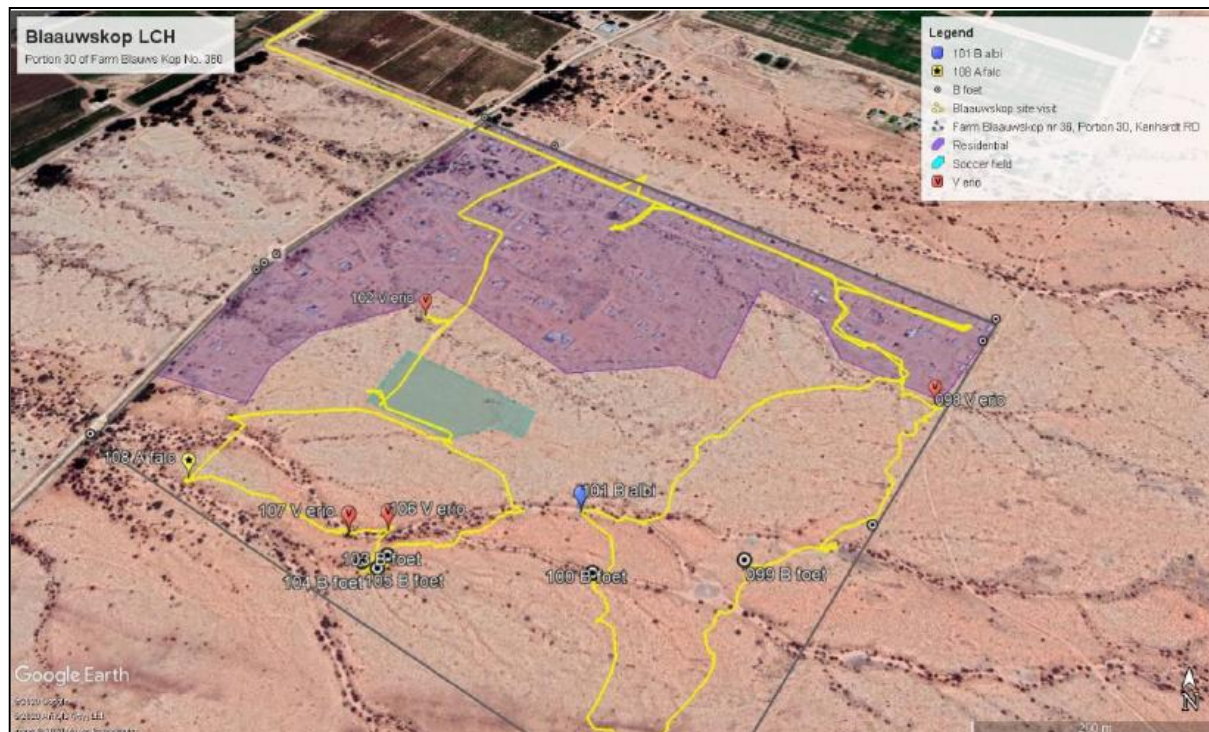 Blaauwskop LCH
Portion 30 of Farm Blauws Kop No. 360
Legend
101 B albi
108 A falc
B foet
Blaauwskop site visit
Farm Blaauwskop nr 36, Portion 30, Kenhardt RD
Residential
Soccer field
V erio
102 V erio
098 V erio
108 A falc
101 B albi
107 V erio
106 V erio
103 B foet
104 B foet
105 B foet
100 B foet
099 B foet
Google Earth
N
200 m